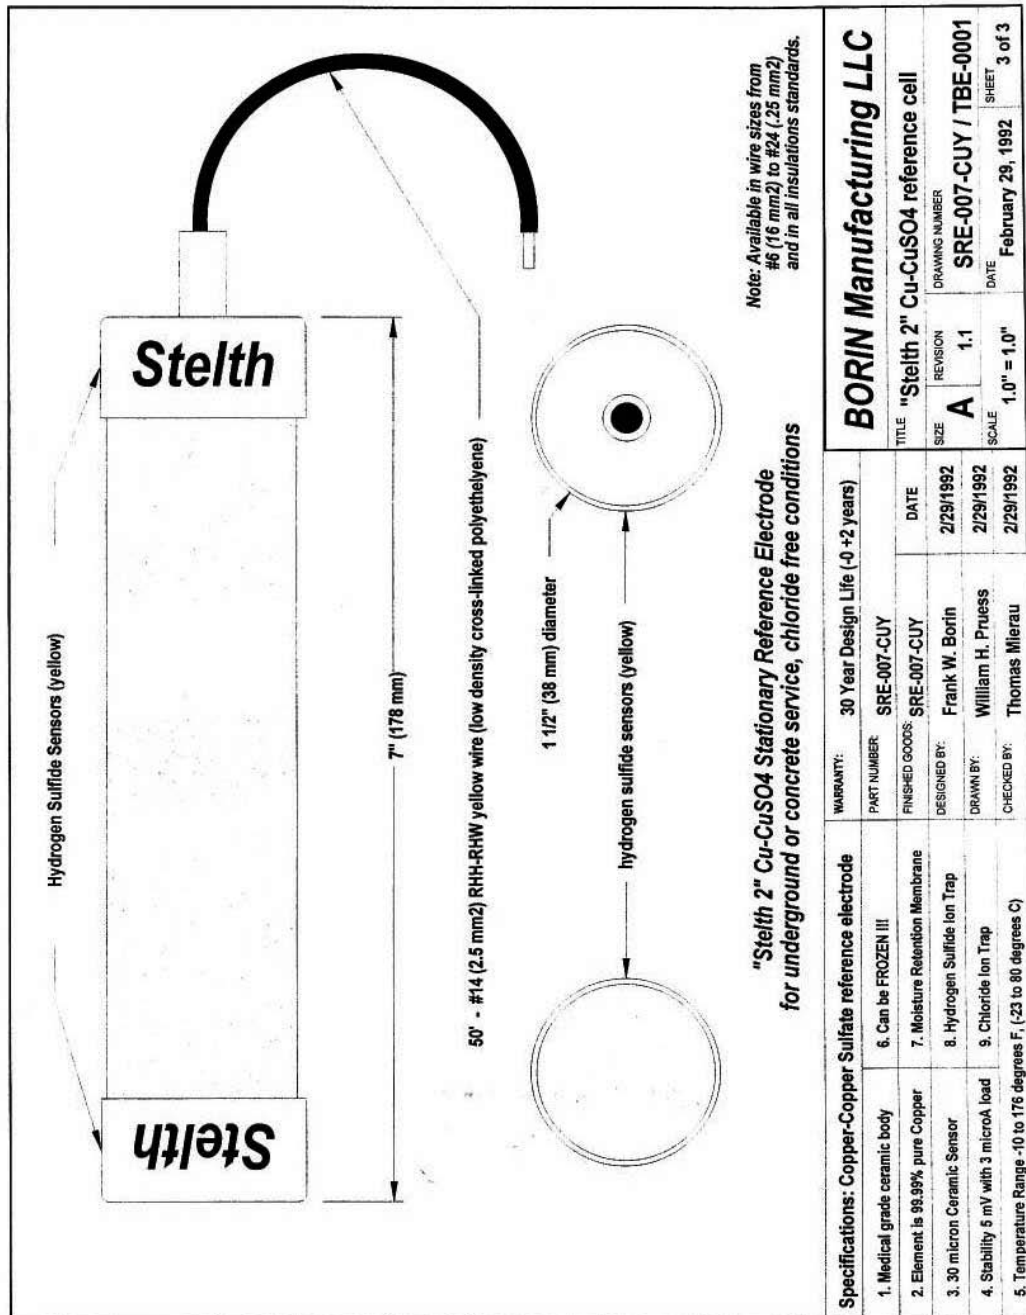 Hydrogen Sulfide Sensors (yellow)
Stelth
Stelth
7" (178 mm)
50' - #14 (2.5 mm2) RHH-RHW yellow wire (low density cross-linked polyethelyene)
1 1/2" (38 mm) diameter
hydrogen sulfide sensors (yellow)
Note: Available in wire sizes from
#6 (16 mm2) to #24 (.25 mm2)
and in all insulations standards.
"Stelth 2" Cu-CuSO4 Stationary Reference Electrode
for underground or concrete service, chloride free conditions
Specifications: Copper-Copper Sulfate reference electrode
1. Medical grade ceramic body
2. Element is 99.99% pure Copper
3. 30 micron Ceramic Sensor
4. Stability 5 mV with 3 microA load
5. Temperature Range -10 to 176 degrees F, (-23 to 80 degrees C)
6. Can be FROZEN !!!
7. Moisture Retention Membrane
8. Hydrogen Sulfide Ion Trap
9. Chloride Ion Trap
WARRANTY: 30 Year Design Life (-0 +2 years)
PART NUMBER: SRE-007-CUY
FINISHED GOODS: SRE-007-CUY DATE
DESIGNED BY: Frank W. Borin 2/29/1992
DRAWN BY: William H. Pruess 2/29/1992
CHECKED BY: Thomas Mierau 2/29/1992
BORIN Manufacturing LLC
TITLE "Stelth 2" Cu-CuSO4 reference cell
SIZE A REVISION 1.1 DRAWING NUMBER SRE-007-CUY / TBE-0001
SCALE 1.0" = 1.0" DATE February 29, 1992 SHEET 3 of 3